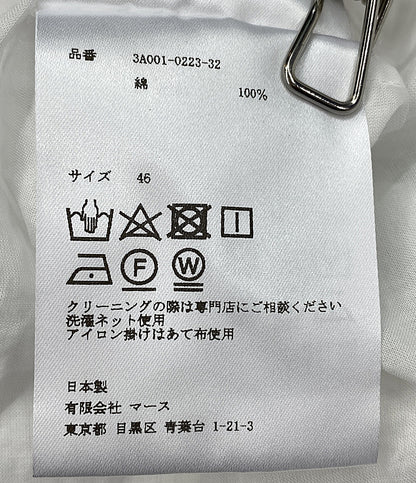 品番 3A001-0223-32
綿 100%
サイズ 46
F W
クリーニングの際は専門店にご相談ください
洗濯ネット使用
アイロン掛けはあて布使用
日本製
有限会社 マース
東京都 目黒区 青葉台 1-21-3